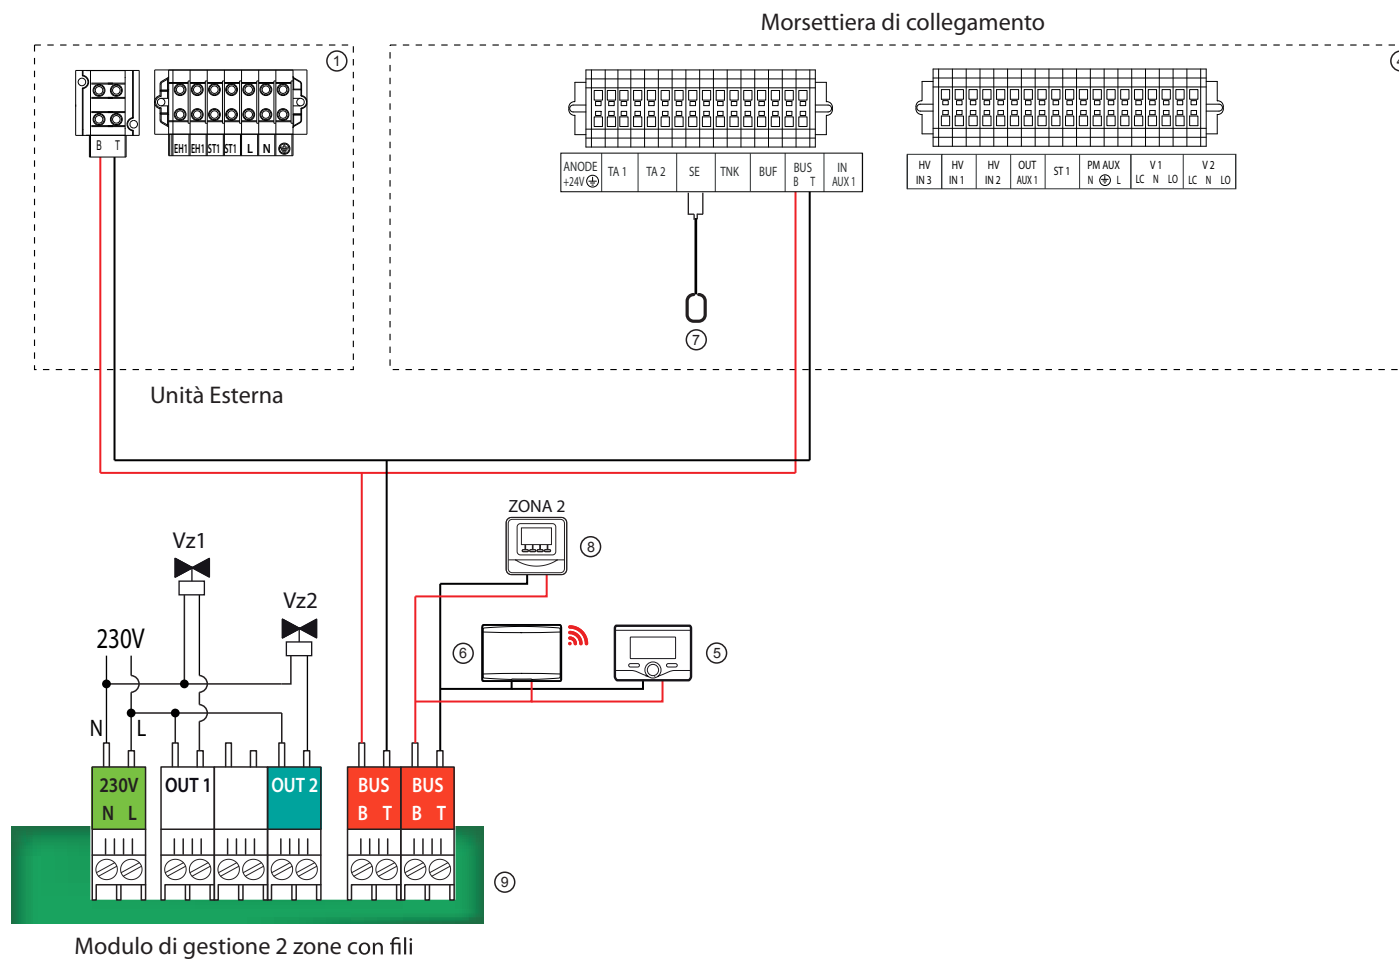 Morsettiera di collegamento
1
4
B T
EH1 EH1 ST1 ST1 L N
ANODE +24V
TA 1
TA 2
SE
TNK
BUF
BUS B T
IN AUX 1
HV IN 3
HV IN 1
HV IN 2
OUT AUX 1
ST 1
PM AUX N L
V 1 LC N LO
V 2 LC N LO
7
Unità Esterna
ZONA 2
8
Vz1
Vz2
230V
6
5
N
L
230V N L
OUT 1
OUT 2
BUS B T
BUS B T
9
Modulo di gestione 2 zone con fili